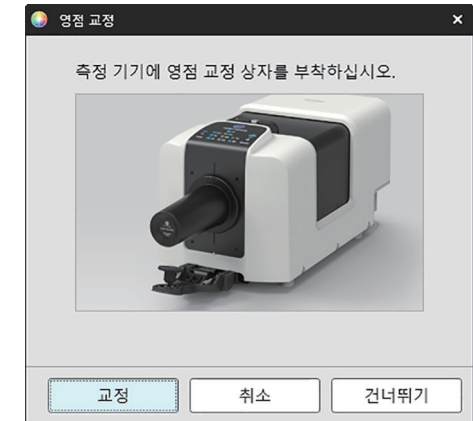 영점 교정
측정 기기에 영점 교정 상자를 부착하십시오.
교정
취소
건너뛰기